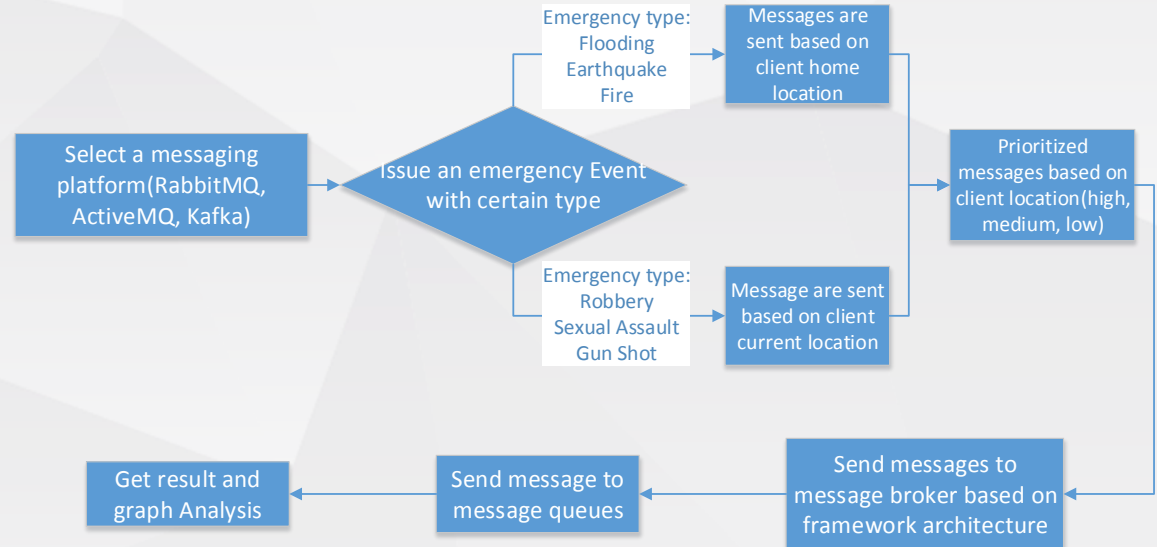 Select a messaging
platform(RabbitMQ,
ActiveMQ, Kafka)
Issue an emergency Event
with certain type
Emergency type:
Flooding
Earthquake
Fire
Messages are
sent based on
client home
location
Emergency type:
Robbery
Sexual Assault
Gun Shot
Message are sent
based on client
current location
Prioritized
messages based on
client location(high,
medium, low)
Send messages to
message broker based on
framework architecture
Send message to
message queues
Get result and
graph Analysis